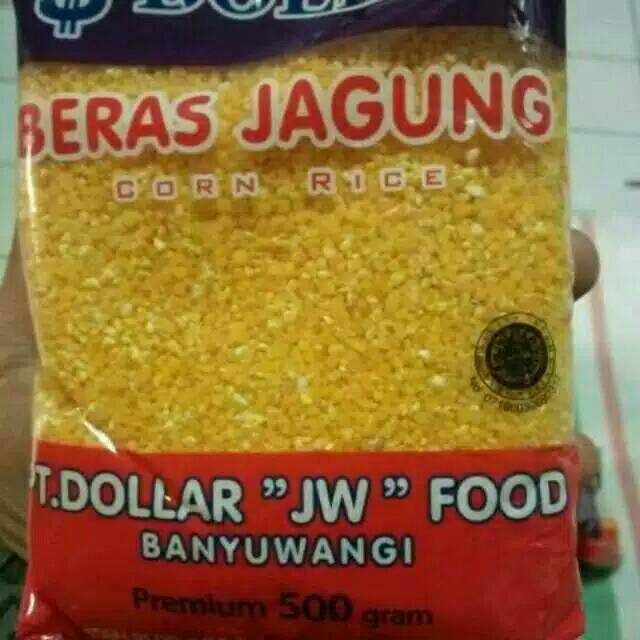 BERAS JAGUNG
CORN RICE
PT.DOLLAR "JW" FOOD
BANYUWANGI
Premium 500 gram